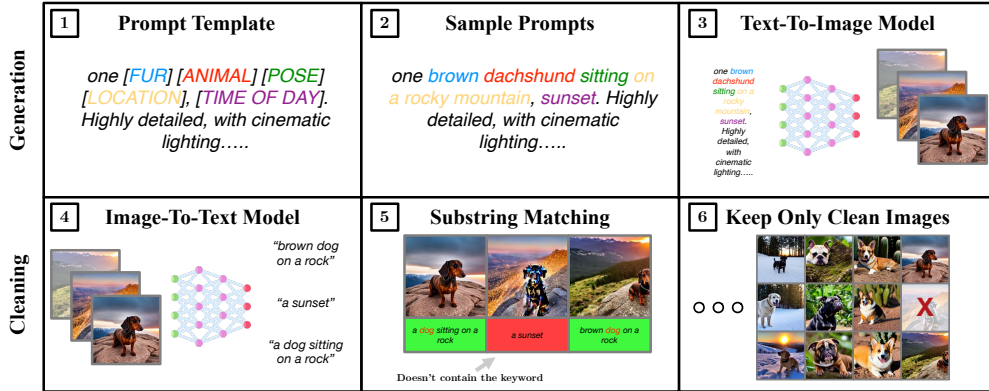 Generation
1 Prompt Template
one [FUR] [ANIMAL] [POSE]
[LOCATION], [TIME OF DAY].
Highly detailed, with cinematic
lighting.....
2 Sample Prompts
one brown dachshund sitting on
a rocky mountain, sunset. Highly
detailed, with cinematic
lighting.....
3 Text-To-Image Model
one brown
dachshund
sitting on a
rocky
mountain,
sunset.
Highly
detailed,
with
cinematic
lighting.....
Cleaning
4 Image-To-Text Model
“brown dog
on a rock”
“a sunset”
“a dog sitting
on a rock”
5 Substring Matching
a dog sitting on a
rock
a sunset
brown dog on a
rock
Doesn't contain the keyword
6 Keep Only Clean Images
X